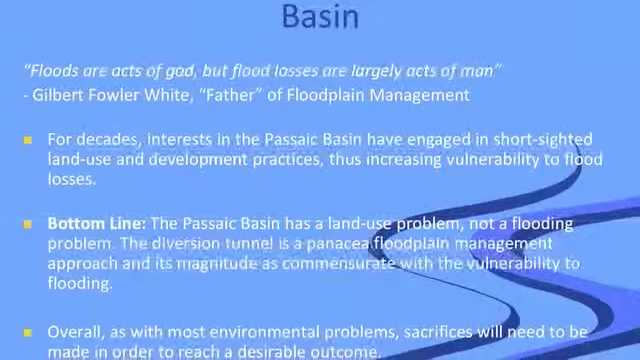 Basin
“Floods are acts of god, but flood losses are largely acts of man”
- Gilbert Fowler White, “Father” of Floodplain Management
For decades, interests in the Passaic Basin have engaged in short-sighted
land-use and development practices, thus increasing vulnerability to flood
losses.
Bottom Line: The Passaic Basin has a land-use problem, not a flooding
problem. The diversion tunnel is a panacea floodplain management
approach and its magnitude as commensurate with the vulnerability to
flooding.
Overall, as with most environmental problems, sacrifices will need to be
made in order to reach a desirable outcome.